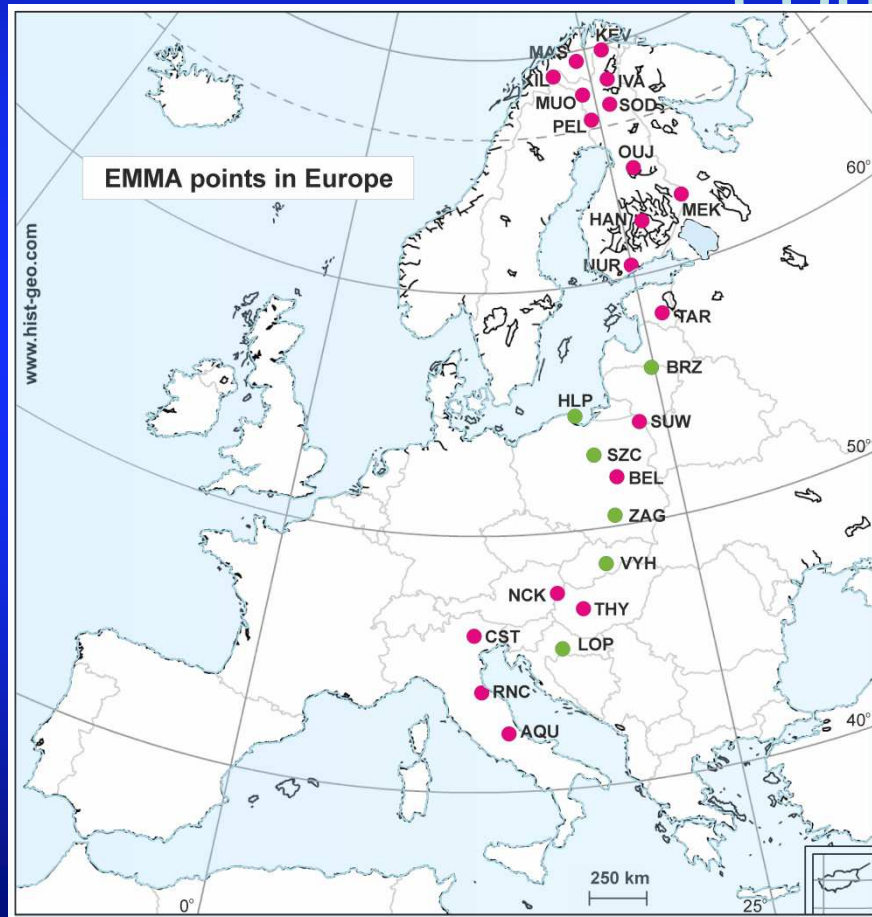 KEV
MAS
KIL
IVA
MUO
SOD
PEL
OUJ
EMMA points in Europe
60°
MEK
HAN
NUR
www.hist-geo.com
TAR
BRZ
HLP
SUW
50°
SZC
BEL
ZAG
VYH
NCK
THY
CST
LOP
RNC
40°
AQU
250 km
0°
25°